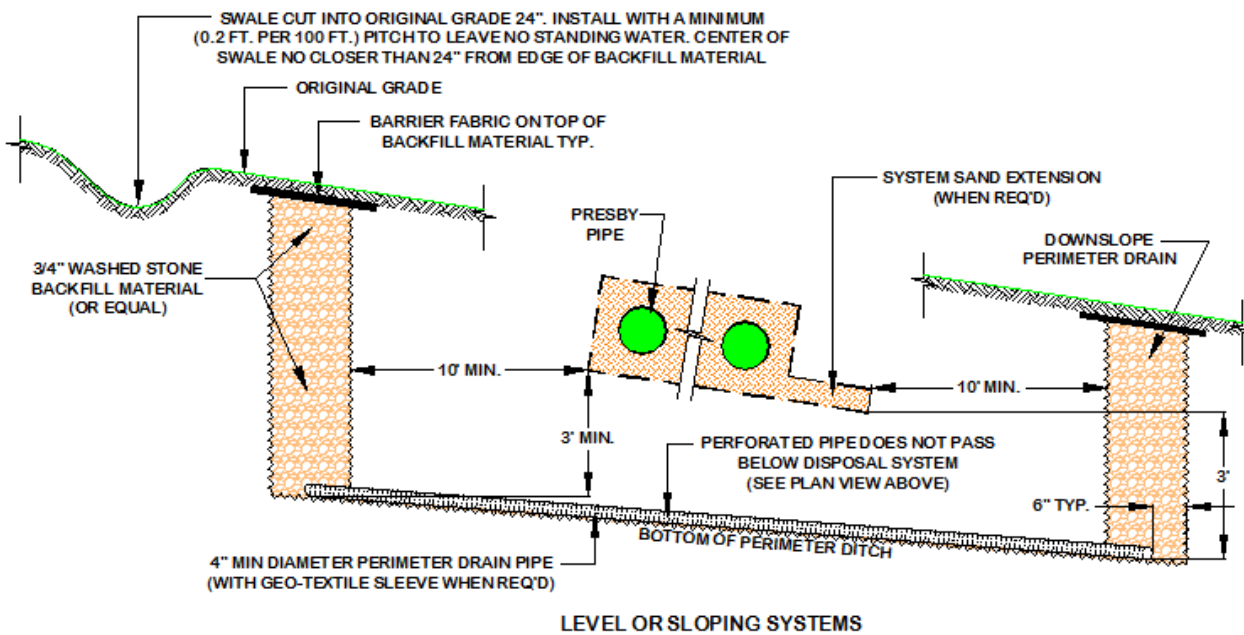 SWALE CUT INTO ORIGINAL GRADE 24". INSTALL WITH A MINIMUM
(0.2 FT. PER 100 FT.) PITCH TO LEAVE NO STANDING WATER. CENTER OF
SWALE NO CLOSER THAN 24" FROM EDGE OF BACKFILL MATERIAL
ORIGINAL GRADE
BARRIER FABRIC ON TOP OF
BACKFILL MATERIAL TYP.
SYSTEM SAND EXTENSION
(WHEN REQ'D)
PRESBY
PIPE
DOWNSLOPE
PERIMETER DRAIN
3/4" WASHED STONE
BACKFILL MATERIAL
(OR EQUAL)
10' MIN.
10' MIN.
3' MIN.
PERFORATED PIPE DOES NOT PASS
BELOW DISPOSAL SYSTEM
(SEE PLAN VIEW ABOVE)
3'
6" TYP.
BOTTOM OF PERIMETER DITCH
4" MIN DIAMETER PERIMETER DRAIN PIPE
(WITH GEO-TEXTILE SLEEVE WHEN REQ'D)
LEVEL OR SLOPING SYSTEMS